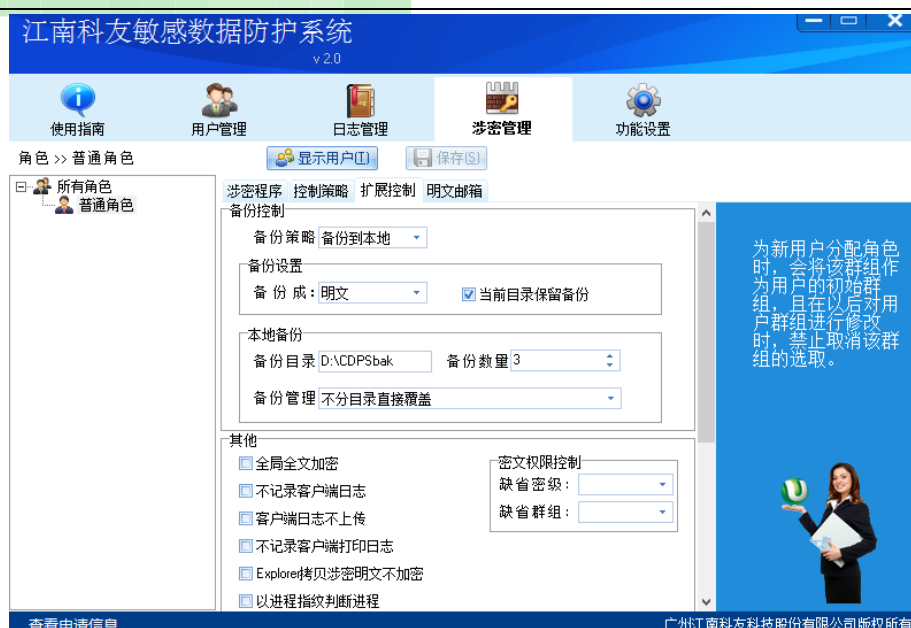 江南科友敏感数据防护系统
v 2.0
使用指南 用户管理 日志管理 涉密管理 功能设置
角色 >> 普通角色 显示用户(T) 保存(S)
所有角色
普通角色
涉密程序 控制策略 扩展控制 明文邮箱
备份控制
备份策略 备份到本地
备份设置
备 份 成： 明文 当前目录保留备份
本地备份
备份目录 D:\CDPSbak 备份数量 3
备份管理 不分目录直接覆盖
其他
全局全文加密
不记录客户端日志
客户端日志不上传
不记录客户端打印日志
Explorer拷贝涉密明文不加密
以进程指纹判断进程
密文权限控制
缺省密级：
缺省群组：
为新用户分配角色
时，会将该群组作
为用户的初始群
组，且在以后对用
户群组进行修改
时，禁止取消该群
组的选取。
查看申请信息 广州江南科友科技股份有限公司版权所有